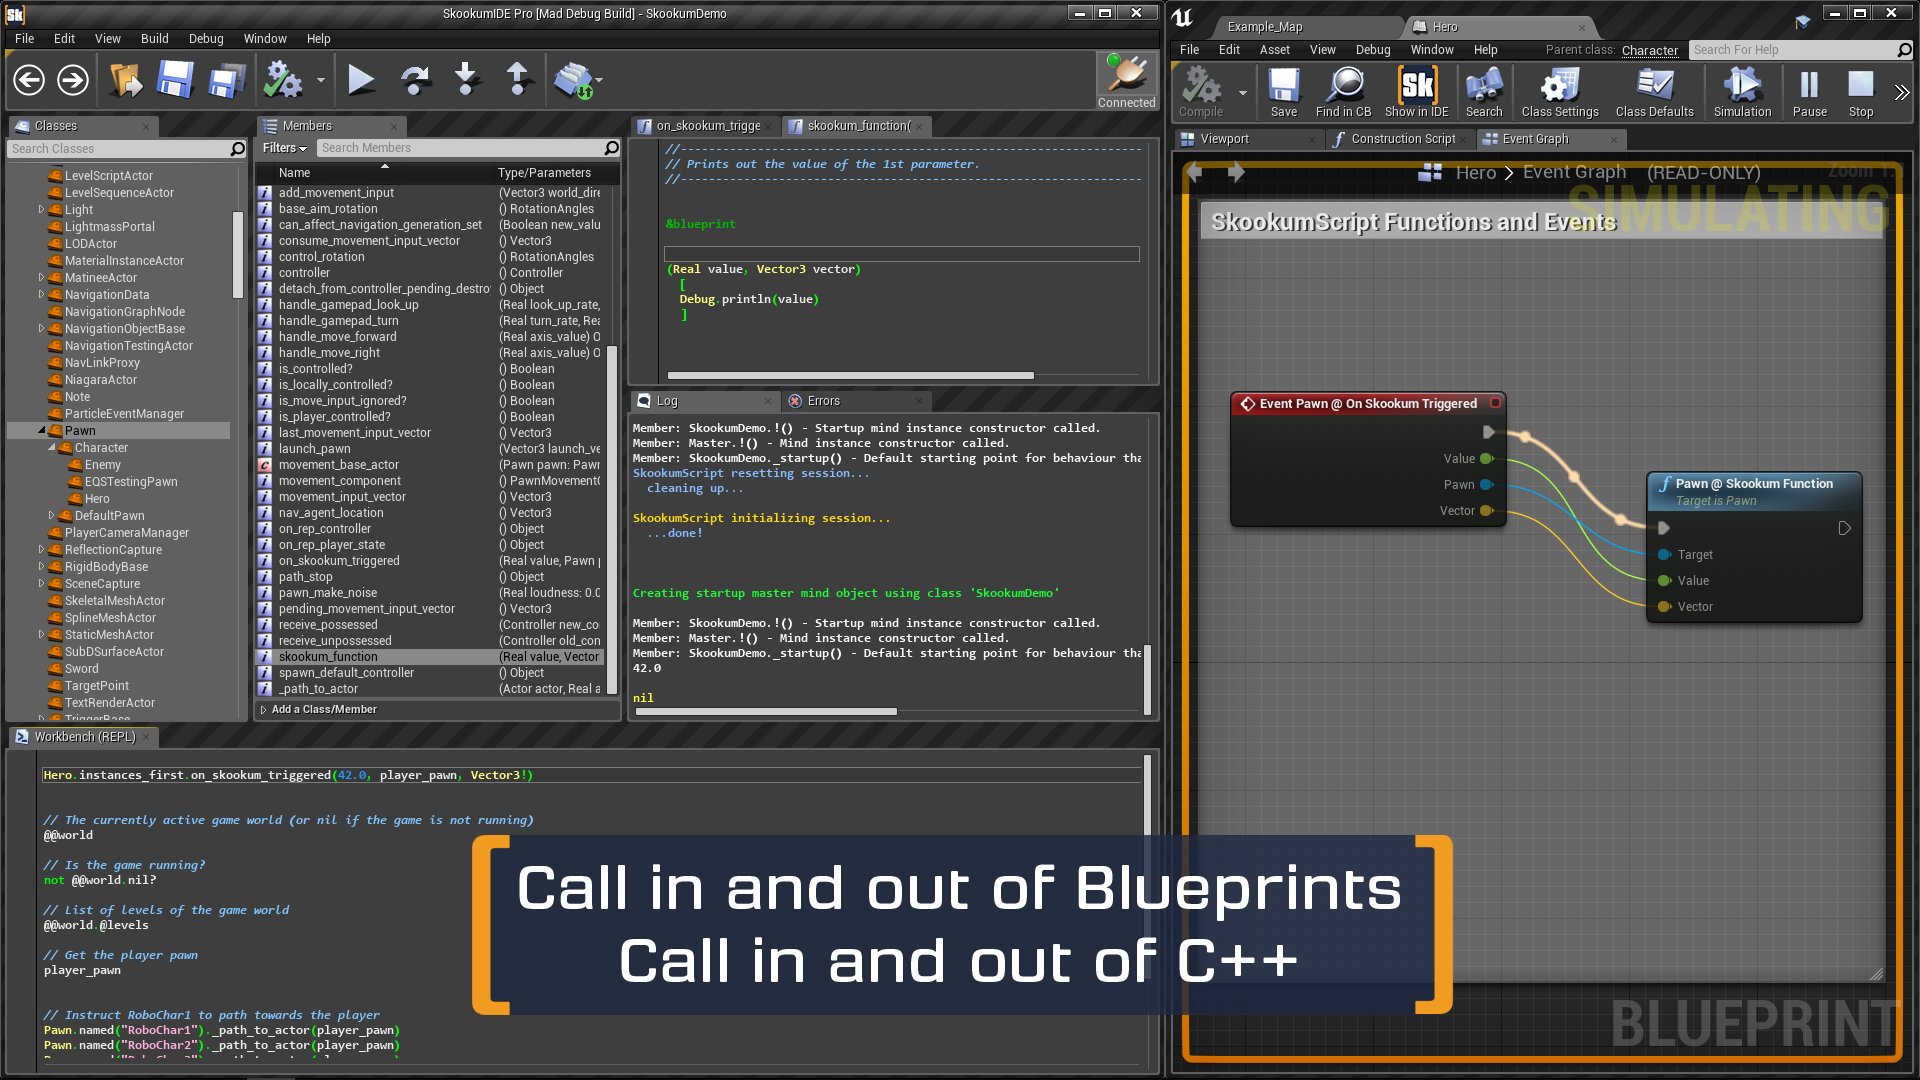 SkookumIDE Pro [Mad Debug Build] - SkookumDemo
File Edit View Build Debug Window Help
Connected
Classes
Search Classes
LevelScriptActor
LevelSequenceActor
Light
LightmassPortal
LODActor
MaterialInstanceActor
MatineeActor
NavigationData
NavigationGraphNode
NavigationObjectBase
NavigationTestingActor
NavLinkProxy
NiagaraActor
Note
ParticleEventManager
Pawn
Character
Enemy
EQSTestingPawn
Hero
DefaultPawn
PlayerCameraManager
ReflectionCapture
RigidBodyBase
SceneCapture
SkeletalMeshActor
SplineMeshActor
StaticMeshActor
SubDSurfaceActor
Sword
TargetPoint
TextRenderActor
TriggerBase
Members
Filters Search Members
Name Type/Parameters
add_movement_input (Vector3 world_dire
base_aim_rotation () RotationAngles
can_affect_navigation_generation_set (Boolean new_valu
consume_movement_input_vector () Vector3
control_rotation () RotationAngles
controller () Controller
detach_from_controller_pending_destro () Object
handle_gamepad_look_up (Real look_up_rate,
handle_gamepad_turn (Real turn_rate, Rea
handle_move_forward (Real axis_value) O
handle_move_right (Real axis_value) O
is_controlled? () Boolean
is_locally_controlled? () Boolean
is_move_input_ignored? () Boolean
is_player_controlled? () Boolean
last_movement_input_vector () Vector3
launch_pawn (Vector3 launch_ve
movement_base_actor (Pawn pawn: Pawn
movement_component () PawnMovement
movement_input_vector () Vector3
nav_agent_location () Vector3
on_rep_controller () Object
on_rep_player_state () Object
on_skookum_triggered (Real value, Pawn
path_stop () Object
pawn_make_noise (Real loudness: 0.0
pending_movement_input_vector () Vector3
receive_possessed (Controller new_co
receive_unpossessed (Controller old_con
skookum_function (Real value, Vector
spawn_default_controller () Object
_path_to_actor (Actor actor, Real a
Add a Class/Member
on_skookum_trigge skookum_function(
//------------------------------------------------------------------
// Prints out the value of the 1st parameter.
//------------------------------------------------------------------
&blueprint
(Real value, Vector3 vector)
[
Debug.println(value)
]
Log Errors
Member: SkookumDemo.!() - Startup mind instance constructor called.
Member: Master.!() - Mind instance constructor called.
Member: SkookumDemo._startup() - Default starting point for behaviour tha
SkookumScript resetting session...
cleaning up...
SkookumScript initializing session...
...done!
Creating startup master mind object using class 'SkookumDemo'
Member: SkookumDemo.!() - Startup mind instance constructor called.
Member: Master.!() - Mind instance constructor called.
Member: SkookumDemo._startup() - Default starting point for behaviour tha
42.0
nil
Workbench (REPL)
Hero.instances_first.on_skookum_triggered(42.0, player_pawn, Vector3!)
// The currently active game world (or nil if the game is not running)
@@world
// Is the game running?
not @@world.nil?
// List of levels of the game world
@@world.@levels
// Get the player pawn
player_pawn
// Instruct RoboChar1 to path towards the player
Pawn.named("RoboChar1")._path_to_actor(player_pawn)
Pawn.named("RoboChar2")._path_to_actor(player_pawn)
Example_Map Hero
File Edit Asset View Debug Window Help Parent class: Character Search For Help
Compile Save Find in CB Show in IDE Search Class Settings Class Defaults Simulation Pause Stop
Viewport Construction Script Event Graph
Hero > Event Graph (READ-ONLY)
Zoom 1:1
SIMULATING
SkookumScript Functions and Events
Event Pawn @ On Skookum Triggered
Value
Pawn
Vector
Pawn @ Skookum Function
Target is Pawn
Target
Value
Vector
BLUEPRINT
Call in and out of Blueprints
Call in and out of C++